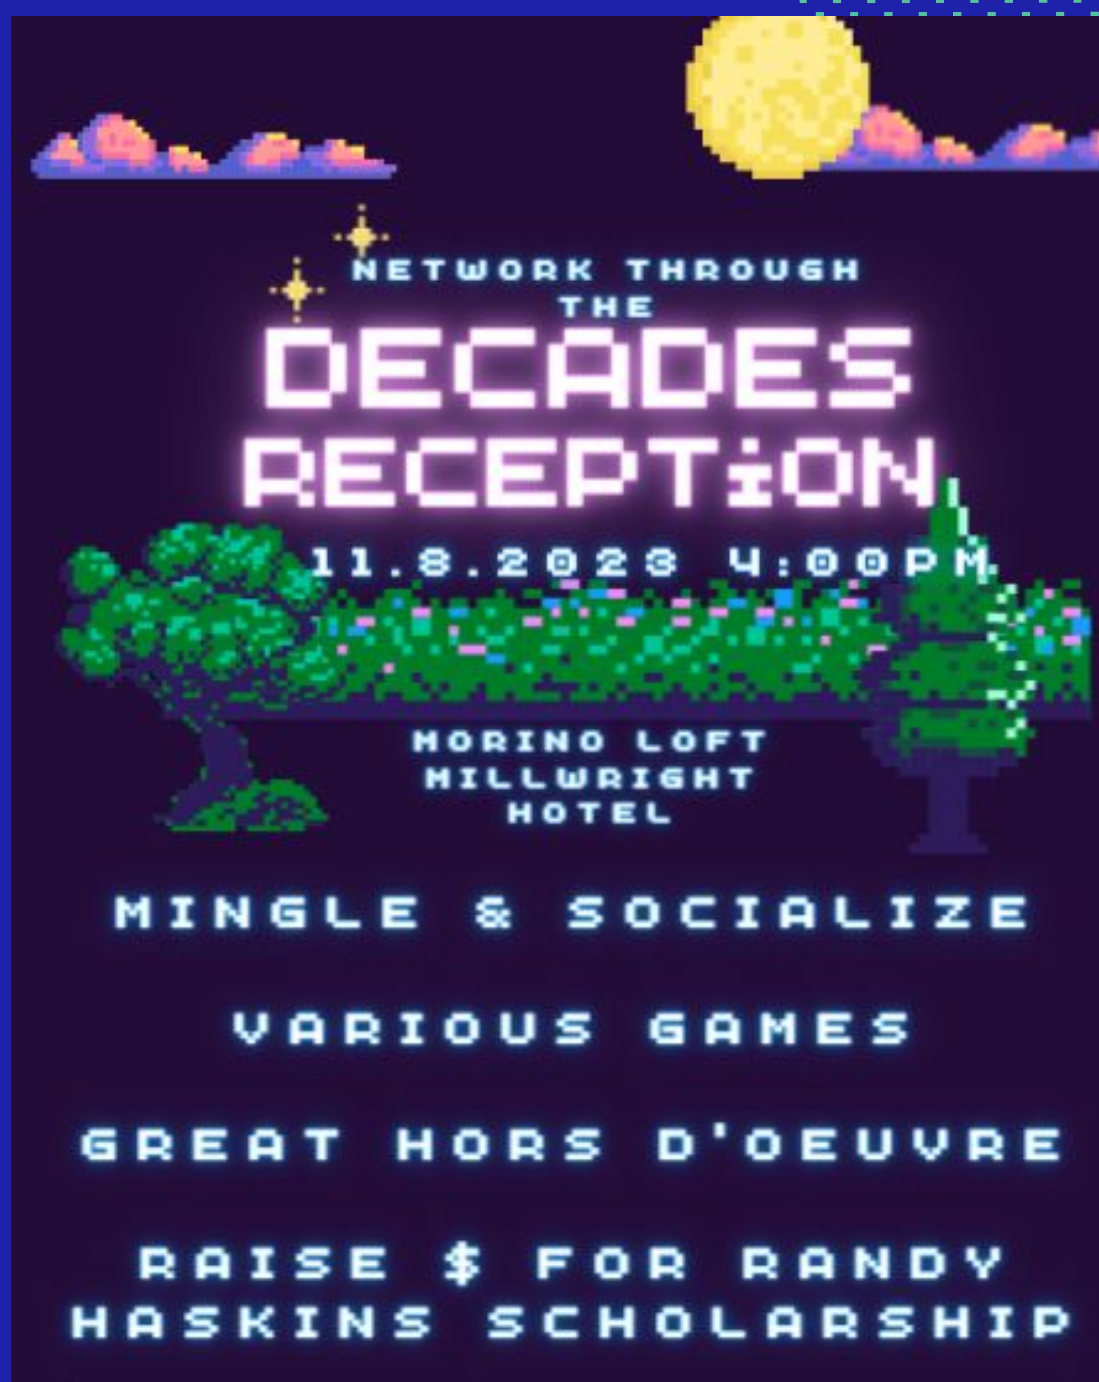 NETWORK THROUGH
THE
DECADES
RECEPTiON
11.8.2023 4:00PM
MORINO LOFT
MILLWRIGHT
HOTEL
MINGLE & SOCIALIZE
VARIOUS GAMES
GREAT HORS D'OEUVRE
RAISE $ FOR RANDY
HASKINS SCHOLARSHIP